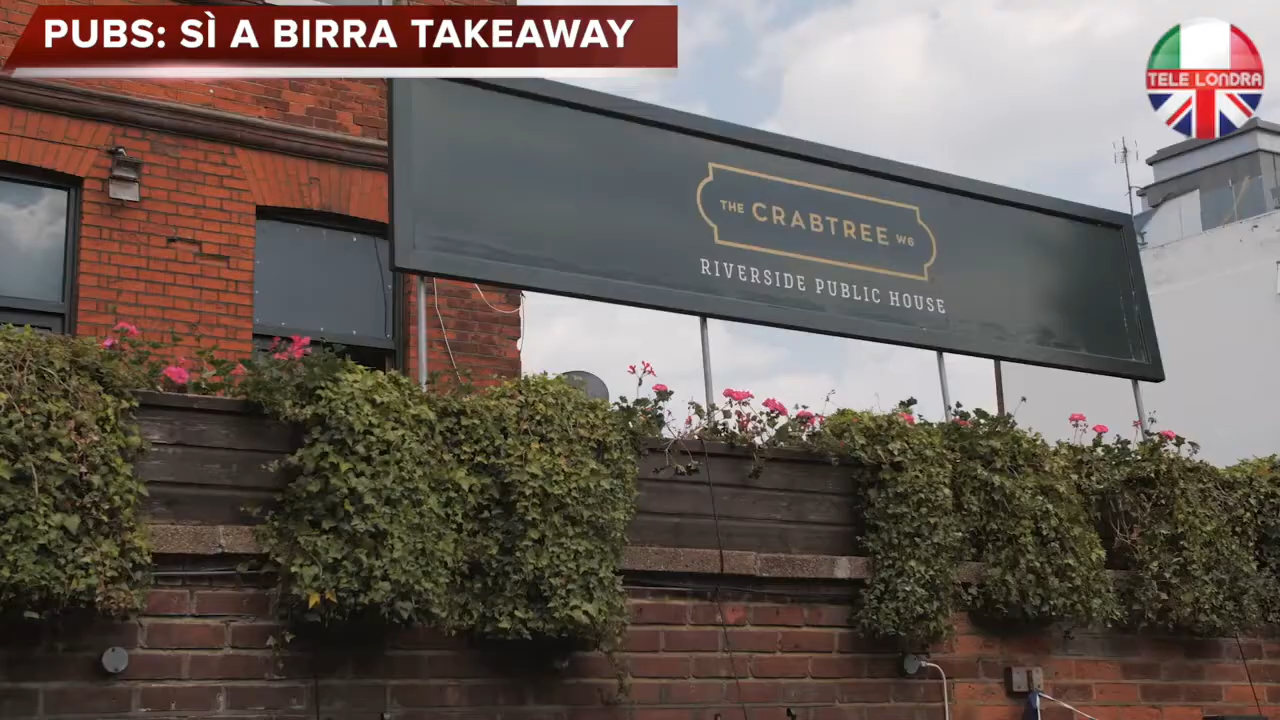 PUBS: SÌ A BIRRA TAKEAWAY
TELE LONDRA
THE CRABTREE W6
RIVERSIDE PUBLIC HOUSE